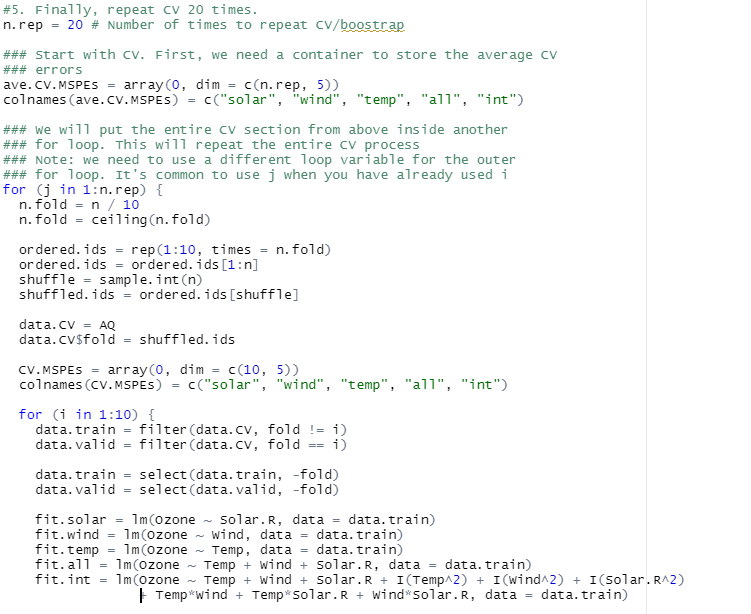 #5. Finally, repeat CV 20 times.
n.rep = 20 # Number of times to repeat CV/boostrap
### Start with CV. First, we need a container to store the average CV
### errors
ave.CV.MSPEs = array(0, dim = c(n.rep, 5))
colnames(ave.CV.MSPEs) = c("solar", "wind", "temp", "all", "int")
### We will put the entire CV section from above inside another
### for loop. This will repeat the entire CV process
### Note: we need to use a different loop variable for the outer
### for loop. It's common to use j when you have already used i
for (j in 1:n.rep) {
  n.fold = n / 10
  n.fold = ceiling(n.fold)
  ordered.ids = rep(1:10, times = n.fold)
  ordered.ids = ordered.ids[1:n]
  shuffle = sample.int(n)
  shuffled.ids = ordered.ids[shuffle]
  data.CV = AQ
  data.CV$fold = shuffled.ids
  CV.MSPEs = array(0, dim = c(10, 5))
  colnames(CV.MSPEs) = c("solar", "wind", "temp", "all", "int")
  for (i in 1:10) {
    data.train = filter(data.CV, fold != i)
    data.valid = filter(data.CV, fold == i)
    data.train = select(data.train, -fold)
    data.valid = select(data.valid, -fold)
    fit.solar = lm(Ozone ~ Solar.R, data = data.train)
    fit.wind = lm(Ozone ~ Wind, data = data.train)
    fit.temp = lm(Ozone ~ Temp, data = data.train)
    fit.all = lm(Ozone ~ Temp + Wind + Solar.R, data = data.train)
    fit.int = lm(Ozone ~ Temp + Wind + Solar.R + I(Temp^2) + I(Wind^2) + I(Solar.R^2)
                 + Temp*Wind + Temp*Solar.R + Wind*Solar.R, data = data.train)